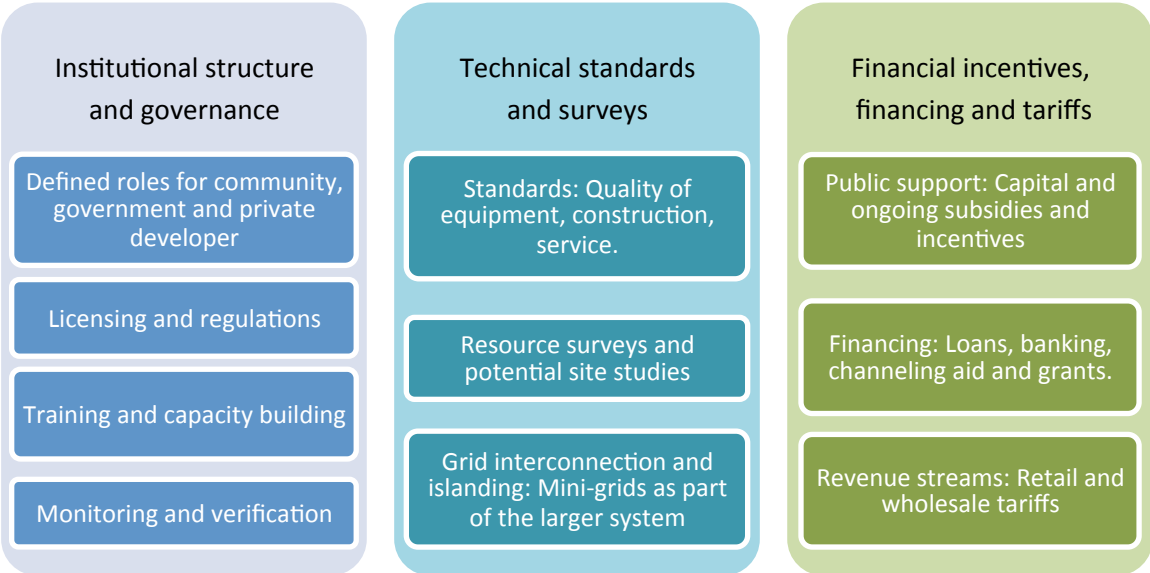 Institutional structure
and governance
Defined roles for community,
government and private
developer
Licensing and regulations
Training and capacity building
Monitoring and verification
Technical standards
and surveys
Standards: Quality of
equipment, construction,
service.
Resource surveys and
potential site studies
Grid interconnection and
islanding: Mini-grids as part
of the larger system
Financial incentives,
financing and tariffs
Public support: Capital and
ongoing subsidies and
incentives
Financing: Loans, banking,
channeling aid and grants.
Revenue streams: Retail and
wholesale tariffs